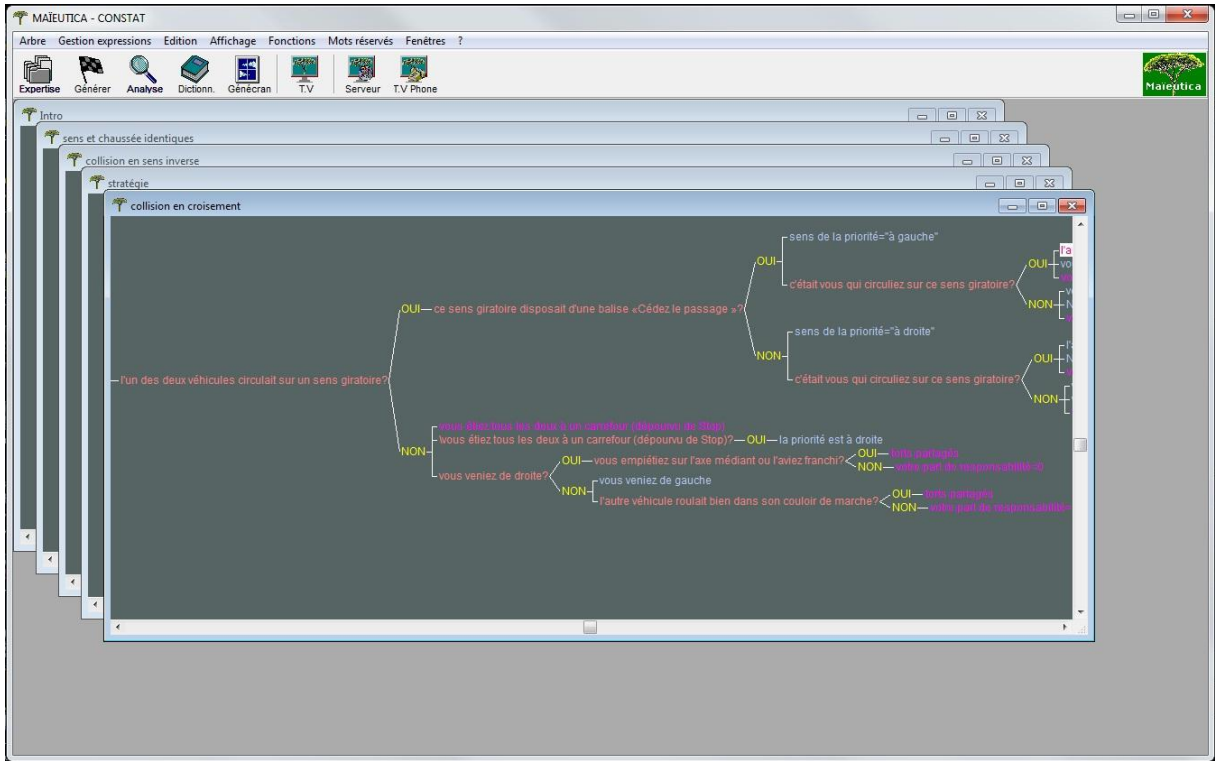 MAÏEUTICA - CONSTAT
Arbre Gestion expressions Edition Affichage Fonctions Mots réservés Fenêtres ?
Expertise Générer Analyse Dictionn. Génécran T.V Serveur T.V Phone
Maïeutica
Intro
sens et chaussée identiques
collision en sens inverse
stratégie
collision en croisement
sens de la priorité="à gauche"
OUI
c'était vous qui circuliez sur ce sens giratoire?
OUI
NON
OUI ce sens giratoire disposait d'une balise «Cédez le passage »?
sens de la priorité="à droite"
NON
c'était vous qui circuliez sur ce sens giratoire?
OUI
NON
l'un des deux véhicules circulait sur un sens giratoire?
vous étiez tous les deux à un carrefour (dépourvu de Stop)
vous étiez tous les deux à un carrefour (dépourvu de Stop)? OUI la priorité est à droite
NON
vous veniez de droite?
OUI vous empiétiez sur l'axe médiant ou l'aviez franchi?
OUI torts partagés
NON votre part de responsabilité=0
NON vous veniez de gauche
l'autre véhicule roulait bien dans son couloir de marche?
OUI torts partagés
NON votre part de responsabilité=